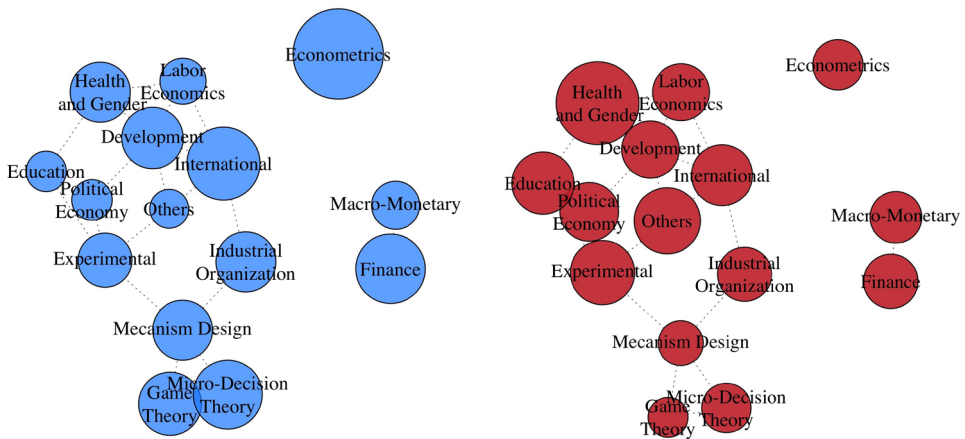 Econometrics
Health
and Gender
Labor
Economics
Development
International
Education
Political
Economy
Others
Macro-Monetary
Experimental
Industrial
Organization
Finance
Mecanism Design
Micro-Decision
Theory
Game
Theory
Econometrics
Health
and Gender
Labor
Economics
Development
International
Education
Political
Economy
Others
Macro-Monetary
Experimental
Industrial
Organization
Finance
Mecanism Design
Micro-Decision
Theory
Game
Theory